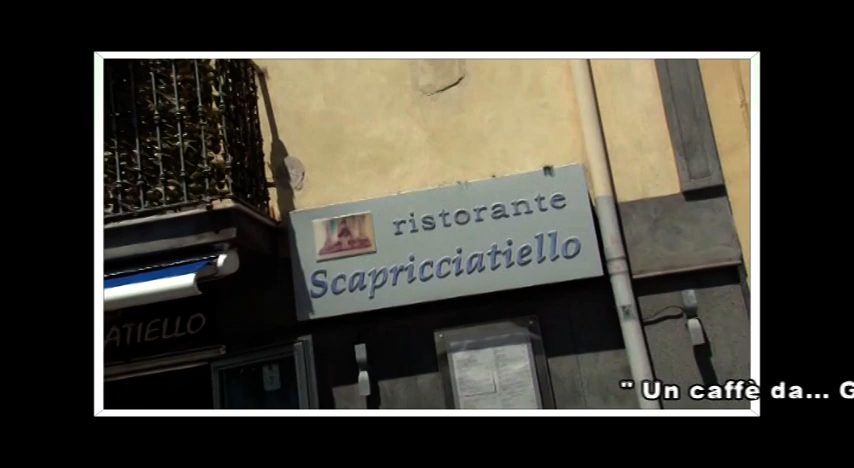 ristorante
Scapricciatiello
ATIELLO
" Un caffè da... G